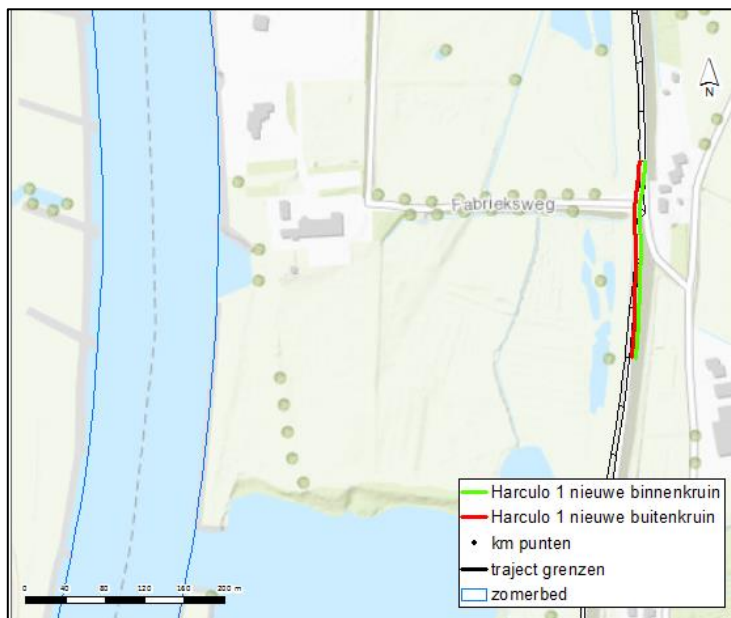 N
Fabrieksweg
Harculo 1 nieuwe binnenkruin
Harculo 1 nieuwe buitenkruin
km punten
traject grenzen
zomerbed
0 40 80 120 160 200 m